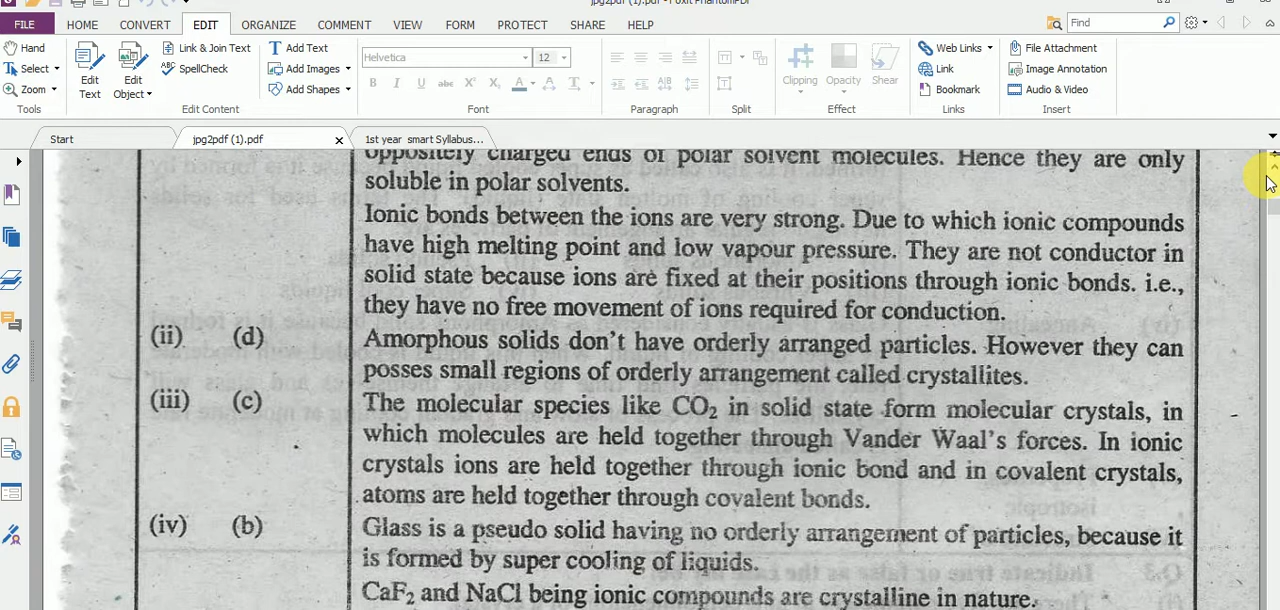 jpg2pdf (1).pdf - Foxit PhantomPDF
FILE HOME CONVERT EDIT ORGANIZE COMMENT VIEW FORM PROTECT SHARE HELP Find
Hand Select Zoom Tools
Edit Text Edit Object Link & Join Text SpellCheck Add Text Add Images Add Shapes Edit Content
Helvetica 12 B I U abc X² X₂ A Font
Paragraph
Split
Clipping Opacity Shear Effect
Web Links Link Bookmark Links
File Attachment Image Annotation Audio & Video Insert
Start jpg2pdf (1).pdf 1st year smart Syllabus...
oppositely charged ends of polar solvent molecules. Hence they are only
soluble in polar solvents.
Ionic bonds between the ions are very strong. Due to which ionic compounds
have high melting point and low vapour pressure. They are not conductor in
solid state because ions are fixed at their positions through ionic bonds. i.e.,
they have no free movement of ions required for conduction.
(ii) (d) Amorphous solids don't have orderly arranged particles. However they can
posses small regions of orderly arrangement called crystallites.
(iii) (c) The molecular species like CO₂ in solid state form molecular crystals, in
which molecules are held together through Vander Waal's forces. In ionic
crystals ions are held together through ionic bond and in covalent crystals,
atoms are held together through covalent bonds.
(iv) (b) Glass is a pseudo solid having no orderly arrangement of particles, because it
is formed by super cooling of liquids.
CaF₂ and NaCl being ionic compounds are crystalline in nature.